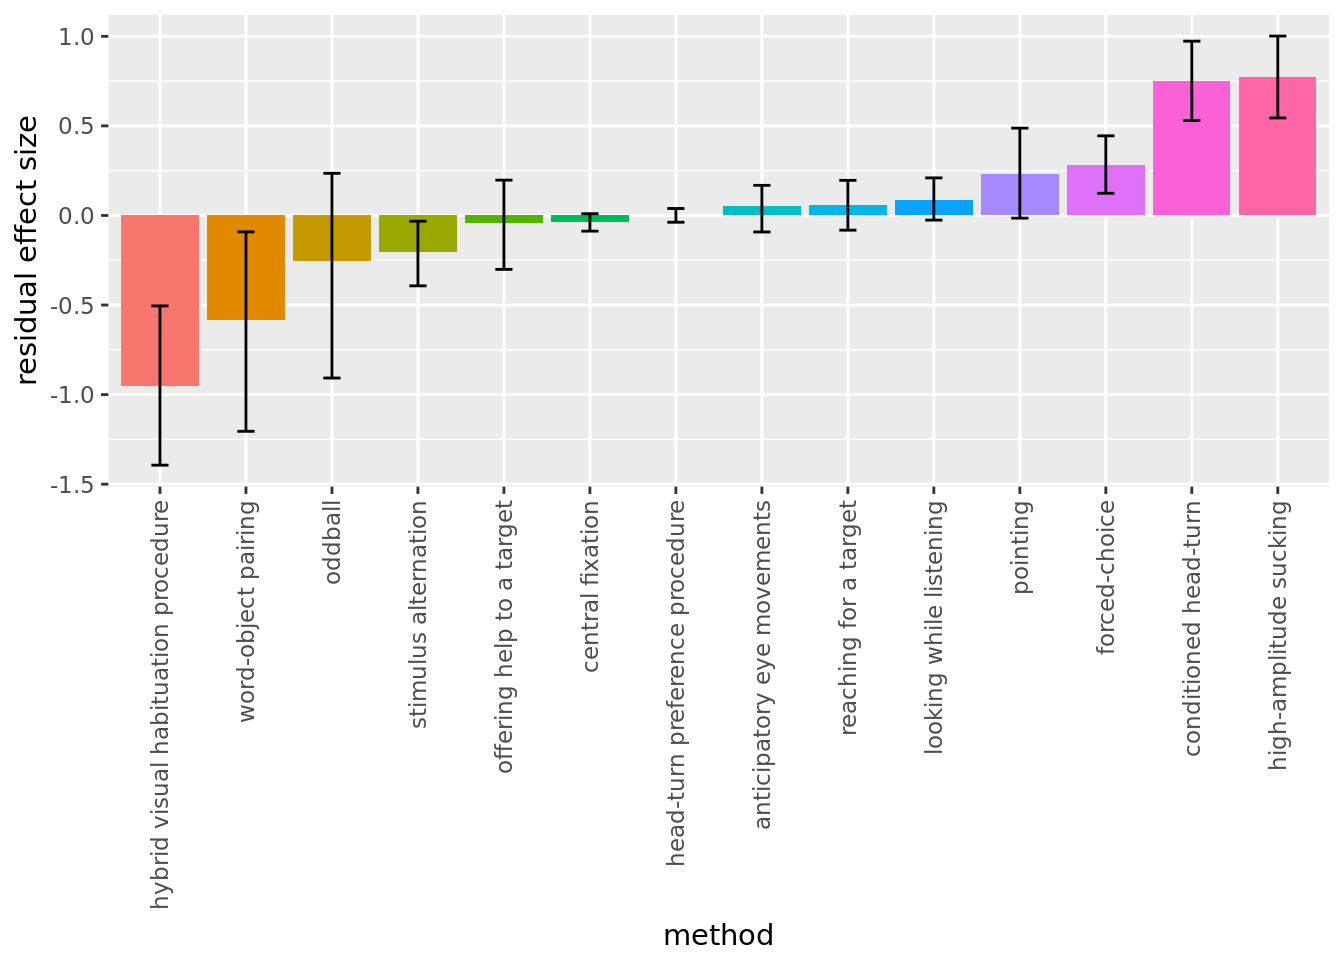 residual effect size
1.0
0.5
0.0
-0.5
-1.0
-1.5
hybrid visual habituation procedure
word-object pairing
oddball
stimulus alternation
offering help to a target
central fixation
head-turn preference procedure
anticipatory eye movements
reaching for a target
looking while listening
pointing
forced-choice
conditioned head-turn
high-amplitude sucking
method